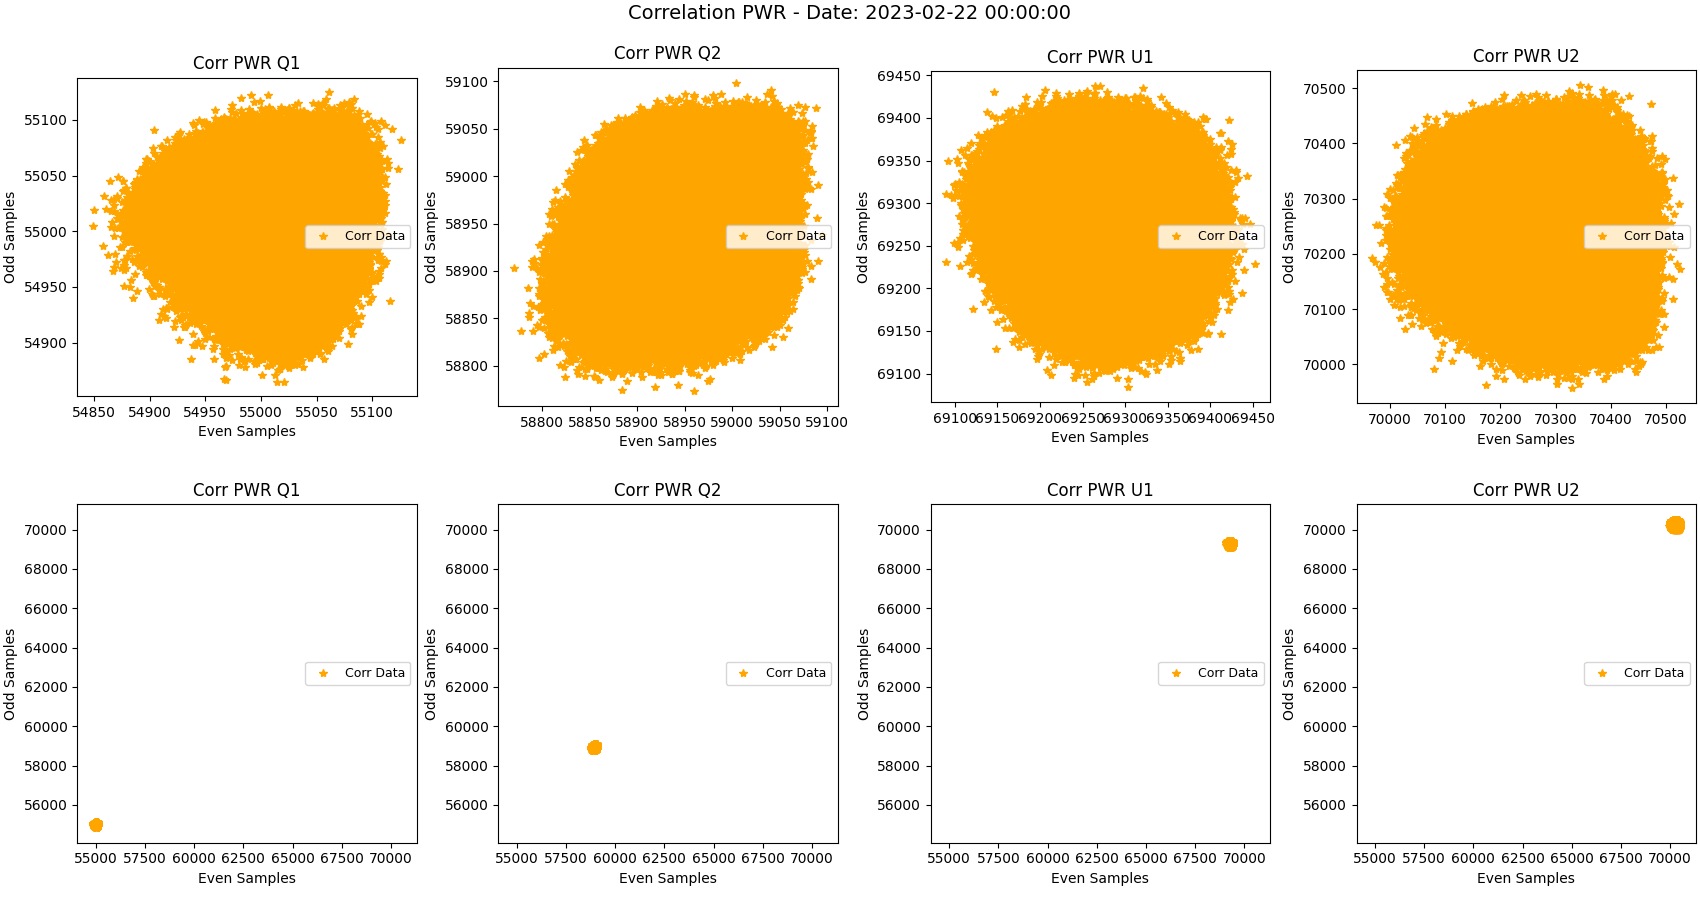 Correlation PWR - Date: 2023-02-22 00:00:00
Corr PWR Q1
Odd Samples
55100
55050
55000
54950
54900
Corr Data
54850 54900 54950 55000 55050 55100
Even Samples
Corr PWR Q2
Odd Samples
59100
59050
59000
58950
58900
58850
58800
Corr Data
58800 58850 58900 58950 59000 59050 59100
Even Samples
Corr PWR U1
Odd Samples
69450
69400
69350
69300
69250
69200
69150
69100
Corr Data
69100 69150 69200 69250 69300 69350 69400 69450
Even Samples
Corr PWR U2
Odd Samples
70500
70400
70300
70200
70100
70000
Corr Data
70000 70100 70200 70300 70400 70500
Even Samples
Corr PWR Q1
Odd Samples
70000
68000
66000
64000
62000
60000
58000
56000
Corr Data
55000 57500 60000 62500 65000 67500 70000
Even Samples
Corr PWR Q2
Odd Samples
70000
68000
66000
64000
62000
60000
58000
56000
Corr Data
55000 57500 60000 62500 65000 67500 70000
Even Samples
Corr PWR U1
Odd Samples
70000
68000
66000
64000
62000
60000
58000
56000
Corr Data
55000 57500 60000 62500 65000 67500 70000
Even Samples
Corr PWR U2
Odd Samples
70000
68000
66000
64000
62000
60000
58000
56000
Corr Data
55000 57500 60000 62500 65000 67500 70000
Even Samples